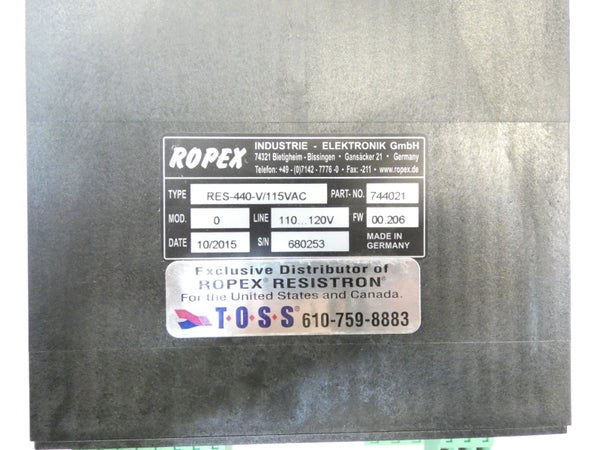 ROPEX INDUSTRIE - ELEKTRONIK GmbH
74321 Bietigheim - Bissingen • Gansäcker 21 • Germany
Telefon: +49 - (0)7142 - 7776 -0 • Fax: -211 • www.ropex.de
TYPE RES-440-V/115VAC PART- NO. 744021
MOD. 0 LINE 110...120V FW 00.206
DATE 10/2015 S/N 680253 MADE IN GERMANY
Exclusive Distributor of
ROPEX® RESISTRON®
For the United States and Canada.
T•O•S•S® 610-759-8883